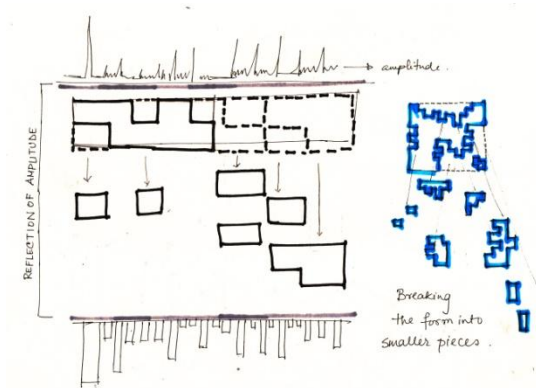 amplitude.
REFLECTION OF AMPLITUDE
Breaking
the form into
smaller pieces.